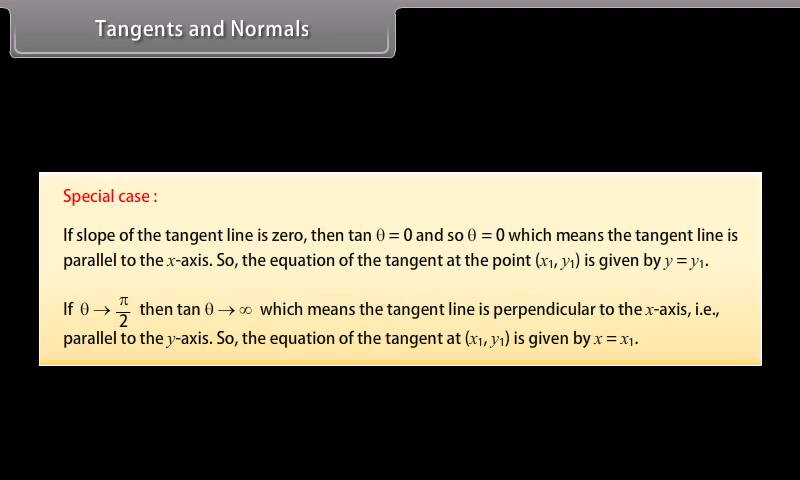 Tangents and Normals
Special case :
If slope of the tangent line is zero, then tan θ = 0 and so θ = 0 which means the tangent line is
parallel to the x-axis. So, the equation of the tangent at the point (x₁, y₁) is given by y = y₁.
If θ → π/2 then tan θ → ∞ which means the tangent line is perpendicular to the x-axis, i.e.,
parallel to the y-axis. So, the equation of the tangent at (x₁, y₁) is given by x = x₁.